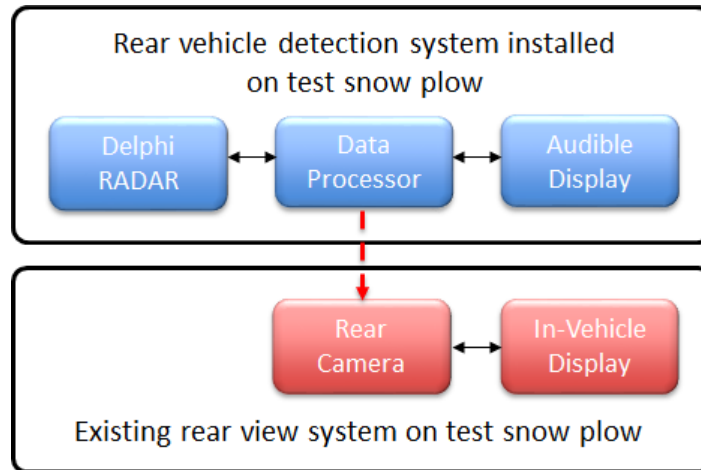 Rear vehicle detection system installed
on test snow plow
Delphi
RADAR
Data
Processor
Audible
Display
Rear
Camera
In-Vehicle
Display
Existing rear view system on test snow plow